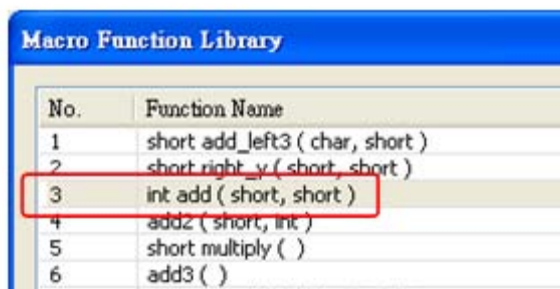 Macro Function Library
No. Function Name
1 short add_left3 ( char, short )
2 short right_y ( short, short )
3 int add ( short, short )
4 add2 ( short, int )
5 short multiply ( )
6 add3 ( )